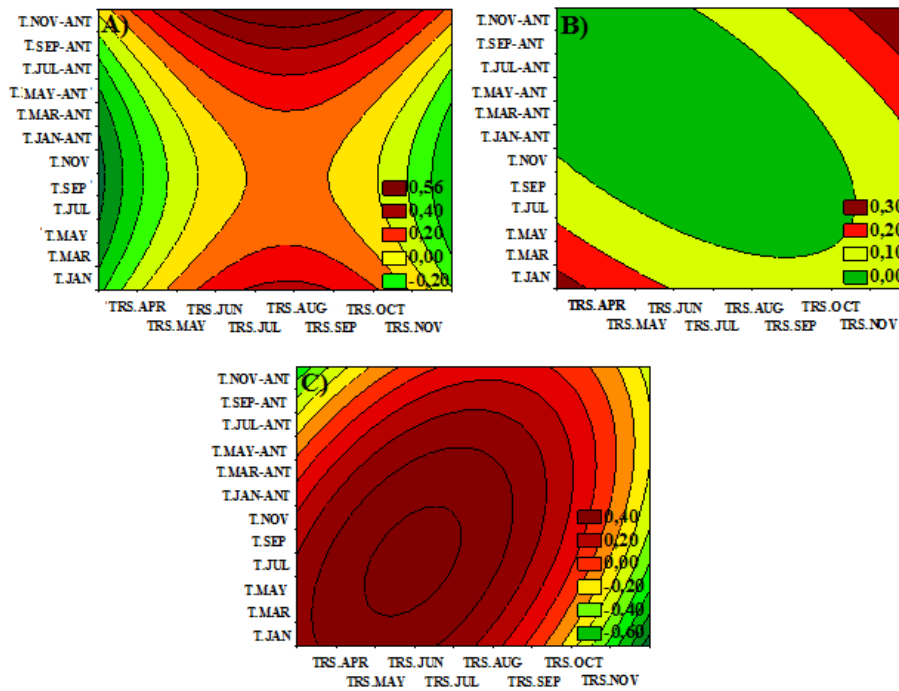 A)
T.NOV-ANT
T.SEP-ANT
T.JUL-ANT
T.MAY-ANT
T.MAR-ANT
T.JAN-ANT
T.NOV
T.SEP
T.JUL
T.MAY
T.MAR
T.JAN
0,56
0,40
0,20
0,00
-0,20
TRS.APR TRS.JUN TRS.AUG TRS.OCT
TRS.MAY TRS.JUL TRS.SEP TRS.NOV
B)
T.NOV-ANT
T.SEP-ANT
T.JUL-ANT
T.MAY-ANT
T.MAR-ANT
T.JAN-ANT
T.NOV
T.SEP
T.JUL
T.MAY
T.MAR
T.JAN
0,30
0,20
0,10
0,00
TRS.APR TRS.JUN TRS.AUG TRS.OCT
TRS.MAY TRS.JUL TRS.SEP TRS.NOV
C)
T.NOV-ANT
T.SEP-ANT
T.JUL-ANT
T.MAY-ANT
T.MAR-ANT
T.JAN-ANT
T.NOV
T.SEP
T.JUL
T.MAY
T.MAR
T.JAN
0,40
0,20
0,00
-0,20
-0,40
-0,60
TRS.APR TRS.JUN TRS.AUG TRS.OCT
TRS.MAY TRS.JUL TRS.SEP TRS.NOV